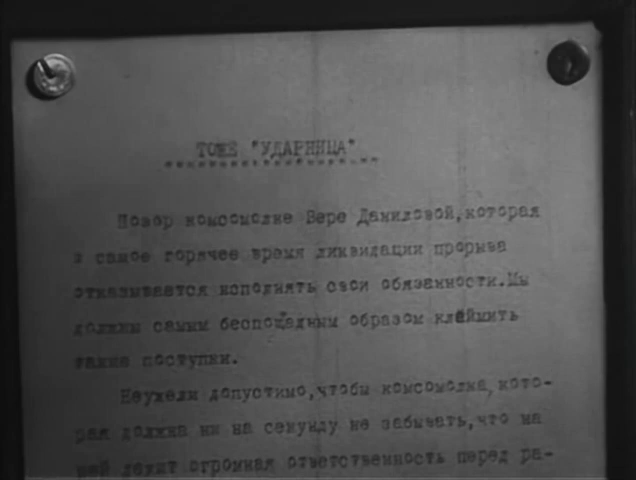 ТОЖЕ "УДАРНИЦА"
Позор комсомолке Вере Даниловой, которая
в самое горячее время ликвидации прорыва
отказывается исполнять свои обязанности. Мы
должны самым беспощадным образом клеймить
такие поступки.
Неужели допустимо, чтобы комсомолка, кото-
рая должна ни на секунду не забывать, что на
ней лежит огромная ответственность перед ра-